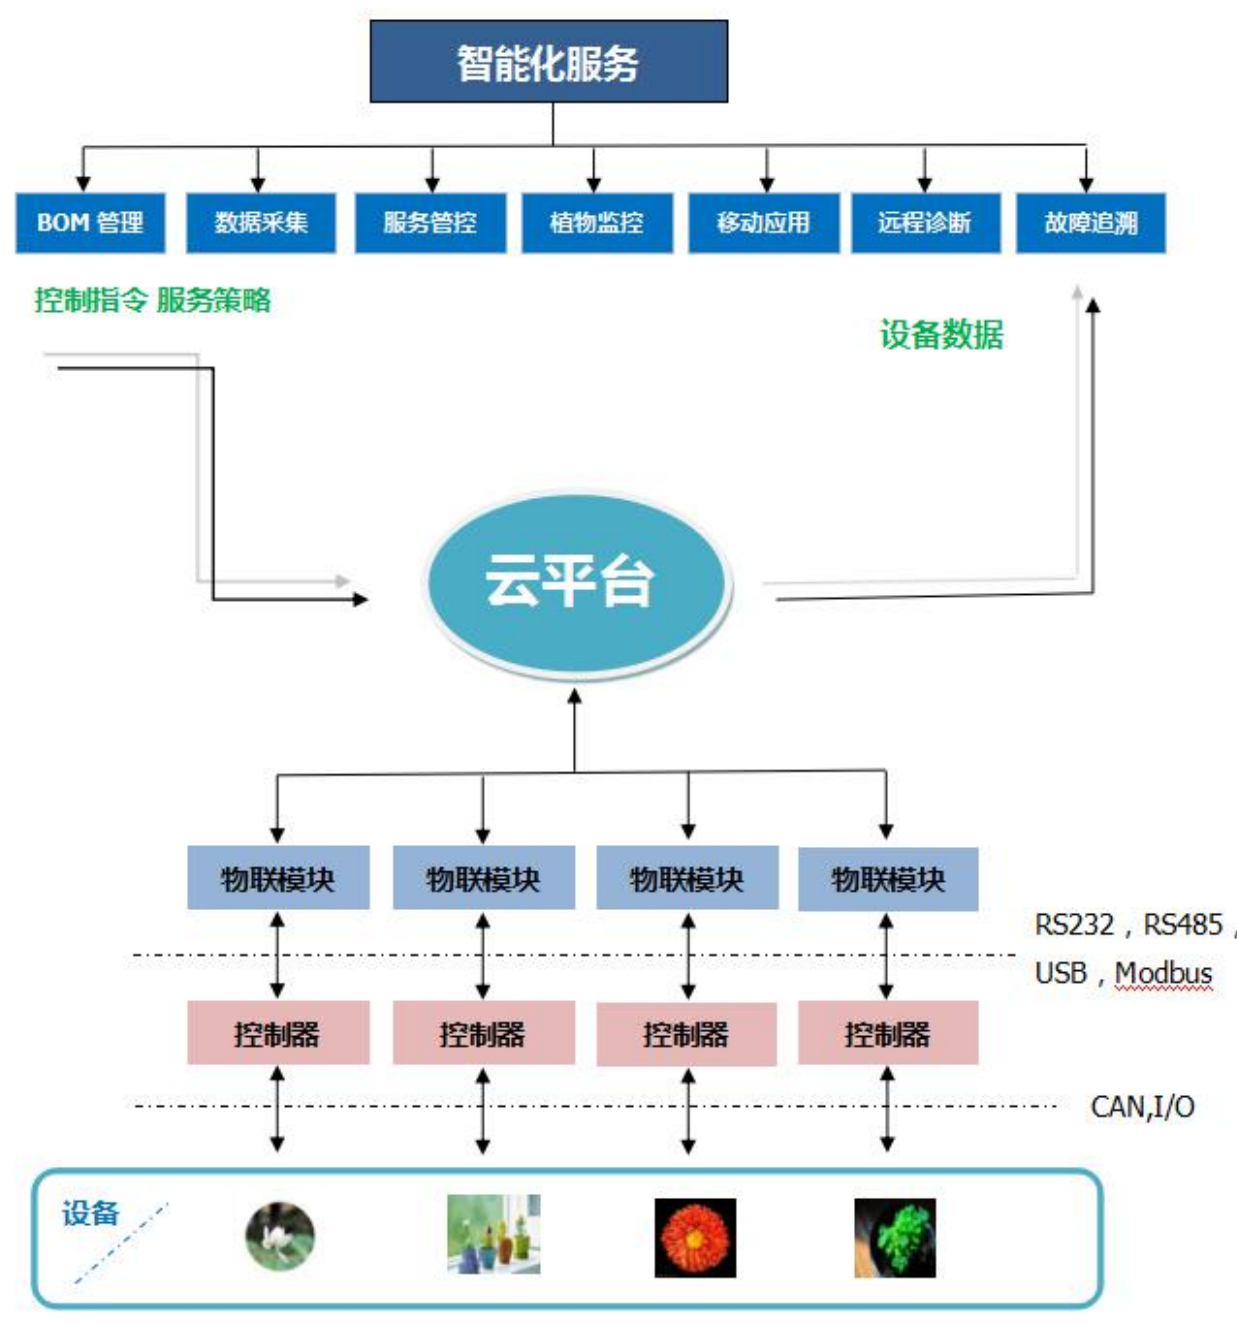 智能化服务
BOM 管理
数据采集
服务管控
植物监控
移动应用
远程诊断
故障追溯
控制指令 服务策略
设备数据
云平台
物联模块
物联模块
物联模块
物联模块
RS232，RS485，
USB，Modbus
控制器
控制器
控制器
控制器
CAN,I/O
设备